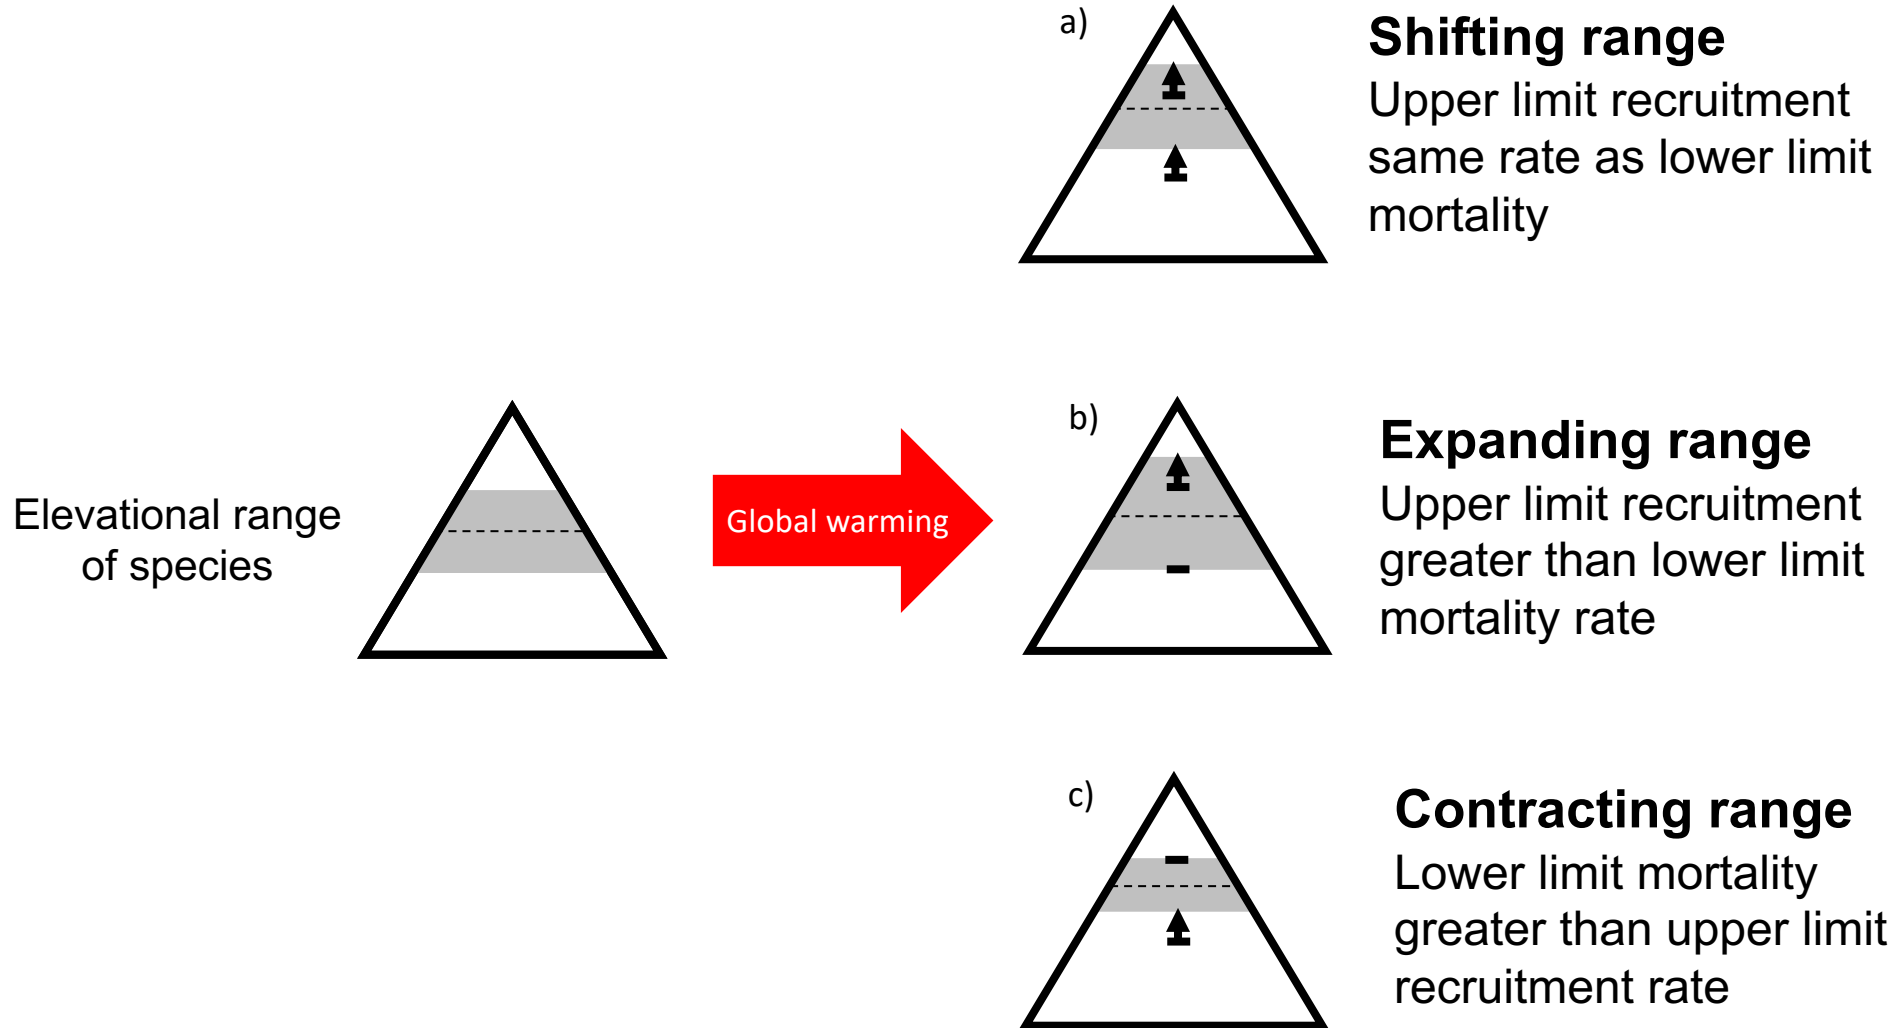 a)
Shifting range
Upper limit recruitment
same rate as lower limit
mortality
Elevational range
of species
Global warming
b)
Expanding range
Upper limit recruitment
greater than lower limit
mortality rate
c)
Contracting range
Lower limit mortality
greater than upper limit
recruitment rate